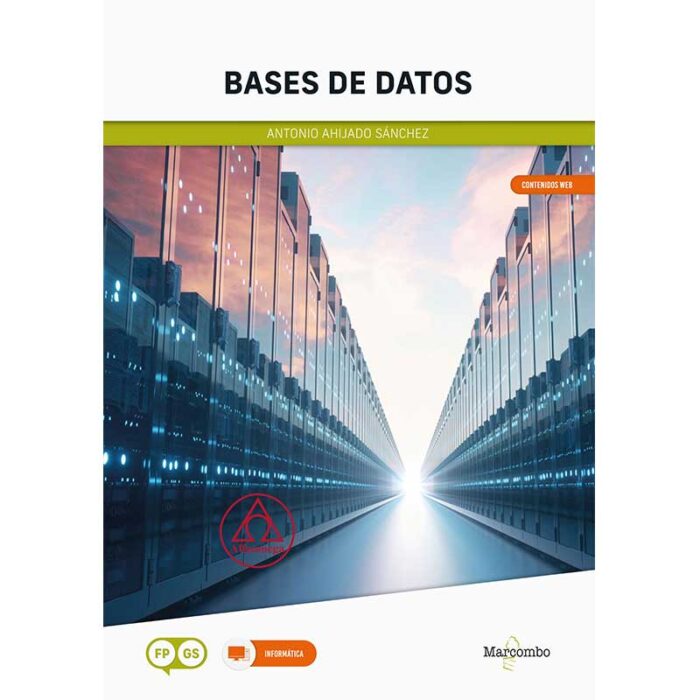 BASES DE DATOS
ANTONIO AHIJADO SÁNCHEZ
CONTENIDOS WEB
FP GS
INFORMÁTICA
Marcombo